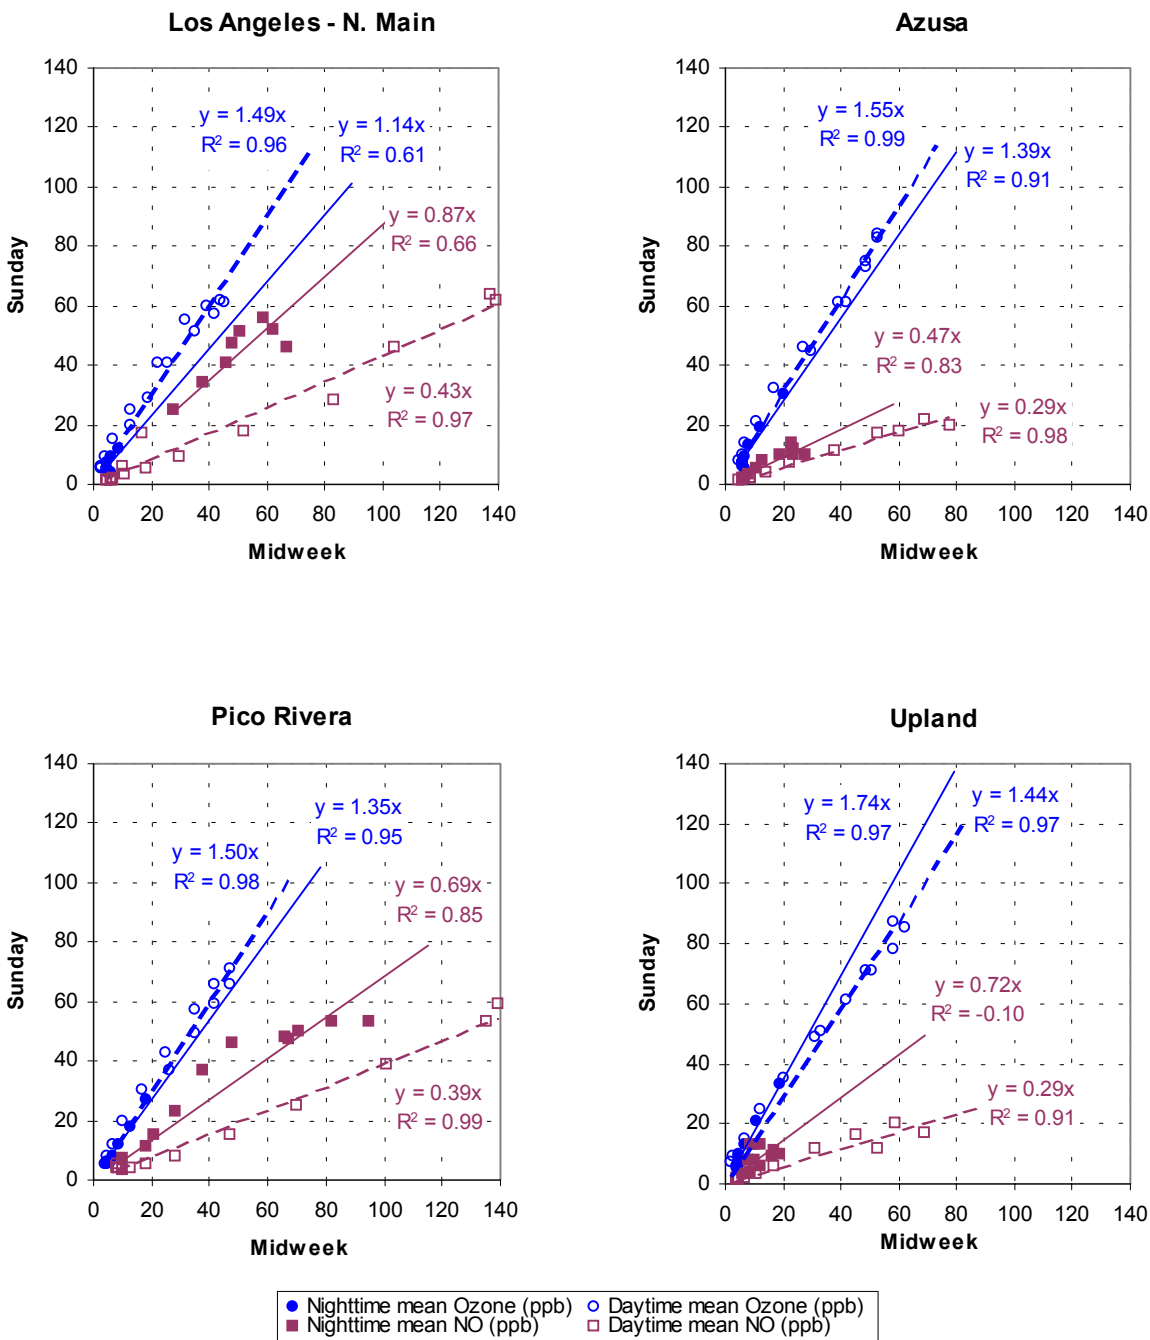 Los Angeles - N. Main
140
120
100
80
60
40
20
0
Sunday
y = 1.49x
R² = 0.96
y = 1.14x
R² = 0.61
y = 0.87x
R² = 0.66
y = 0.43x
R² = 0.97
0 20 40 60 80 100 120 140
Midweek
Azusa
140
120
100
80
60
40
20
0
Sunday
y = 1.55x
R² = 0.99
y = 1.39x
R² = 0.91
y = 0.47x
R² = 0.83
y = 0.29x
R² = 0.98
0 20 40 60 80 100 120 140
Midweek
Pico Rivera
140
120
100
80
60
40
20
0
Sunday
y = 1.35x
R² = 0.95
y = 1.50x
R² = 0.98
y = 0.69x
R² = 0.85
y = 0.39x
R² = 0.99
0 20 40 60 80 100 120 140
Midweek
Upland
140
120
100
80
60
40
20
0
Sunday
y = 1.74x
R² = 0.97
y = 1.44x
R² = 0.97
y = 0.72x
R² = -0.10
y = 0.29x
R² = 0.91
0 20 40 60 80 100 120 140
Midweek
Nighttime mean Ozone (ppb) Daytime mean Ozone (ppb)
Nighttime mean NO (ppb) Daytime mean NO (ppb)